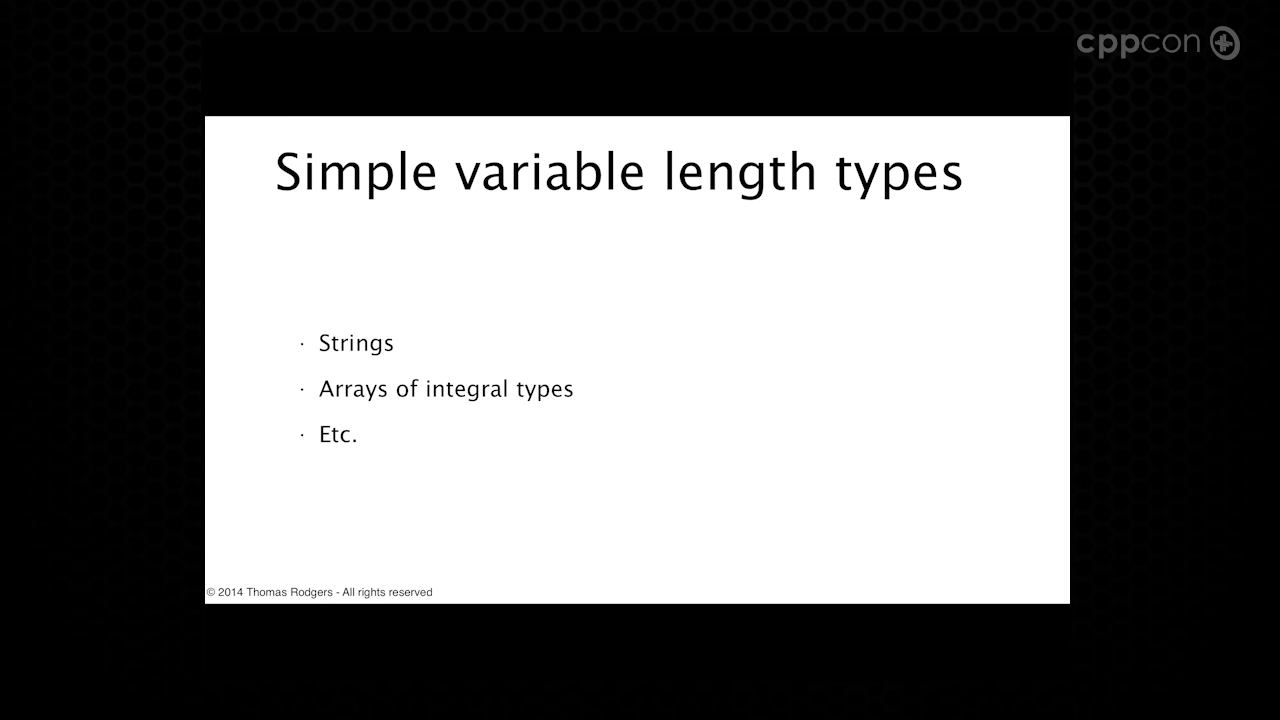 cppcon
Simple variable length types
· Strings
· Arrays of integral types
· Etc.
© 2014 Thomas Rodgers - All rights reserved